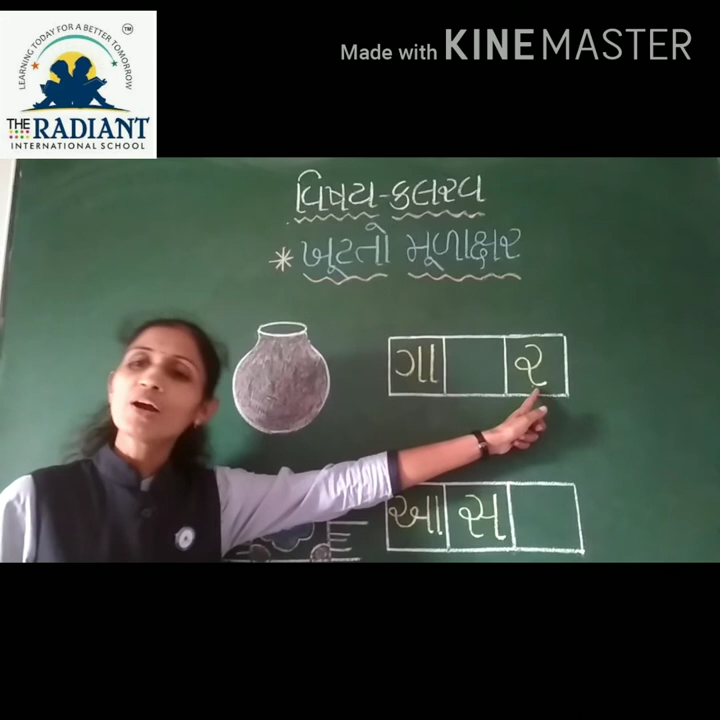 LEARNING TODAY FOR A BETTER TOMORROW
TM
THE RADIANT
INTERNATIONAL SCHOOL
Made with KINEMASTER
વિષય-કલરવ
* ખૂટતો મૂળાક્ષર
ગા ર
આ સ